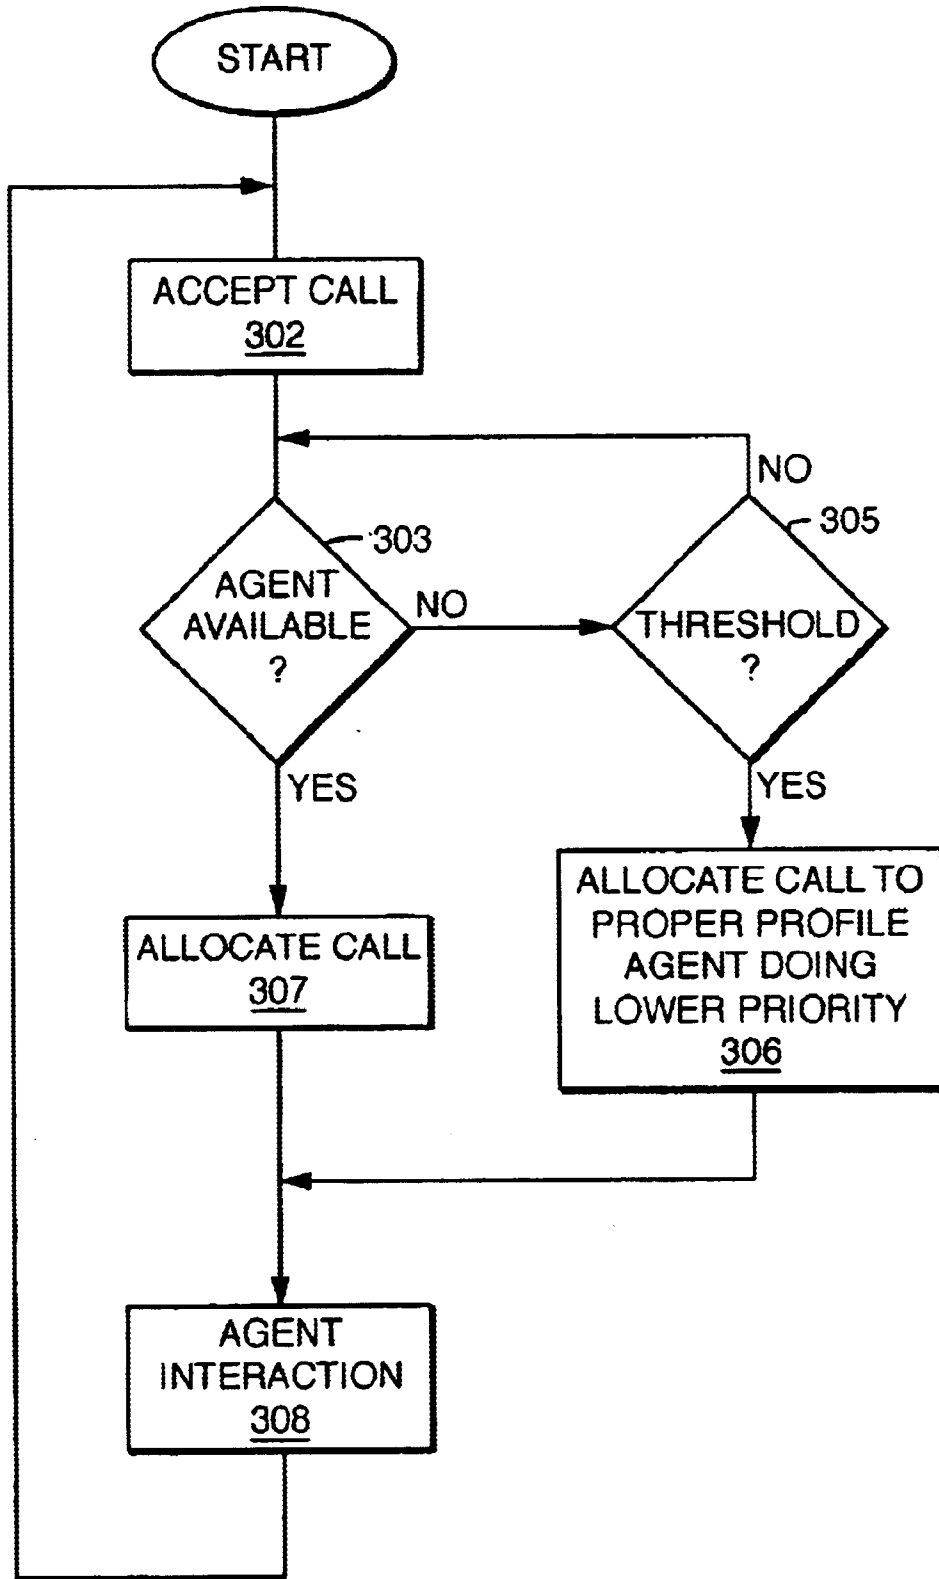 START
ACCEPT CALL
302
NO
303
305
AGENT
AVAILABLE
?
NO
THRESHOLD
?
YES
YES
ALLOCATE CALL
307
ALLOCATE CALL TO
PROPER PROFILE
AGENT DOING
LOWER PRIORITY
306
AGENT
INTERACTION
308